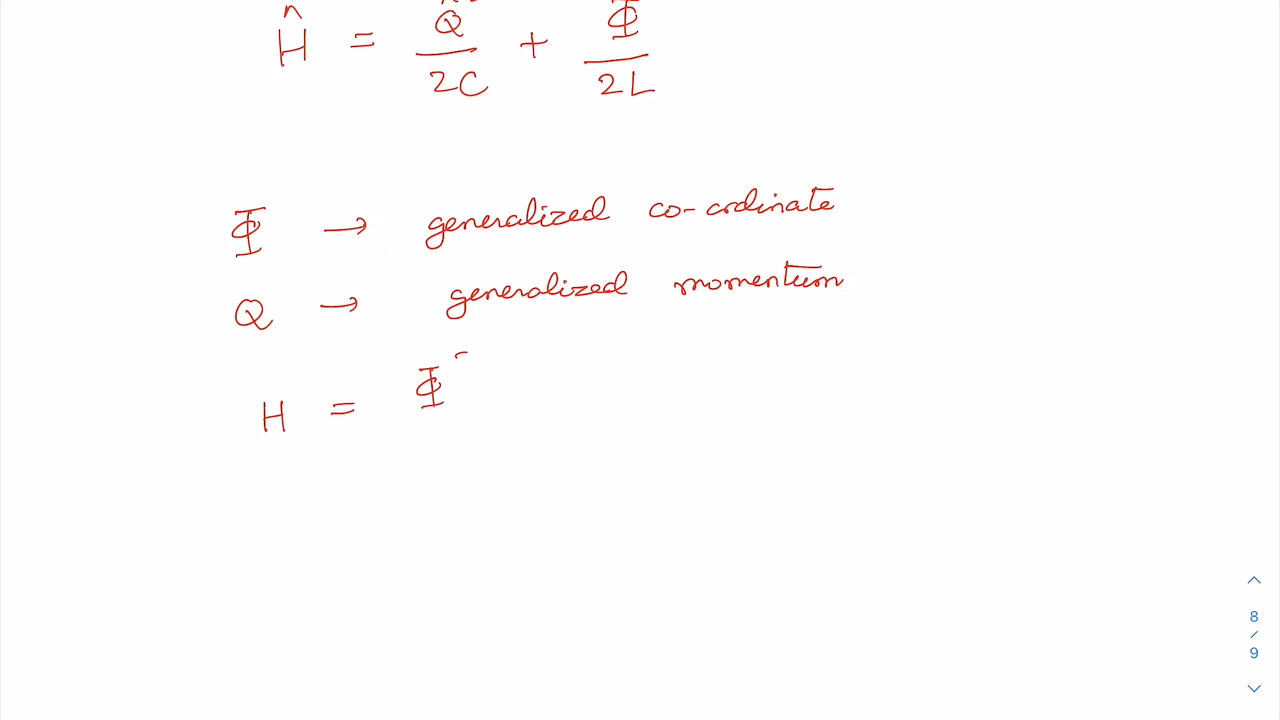 Ĥ = Q̂ / 2C + Φ / 2L
Φ → generalized co-ordinate
Q → generalized momentum
H = Φ
8
/
9